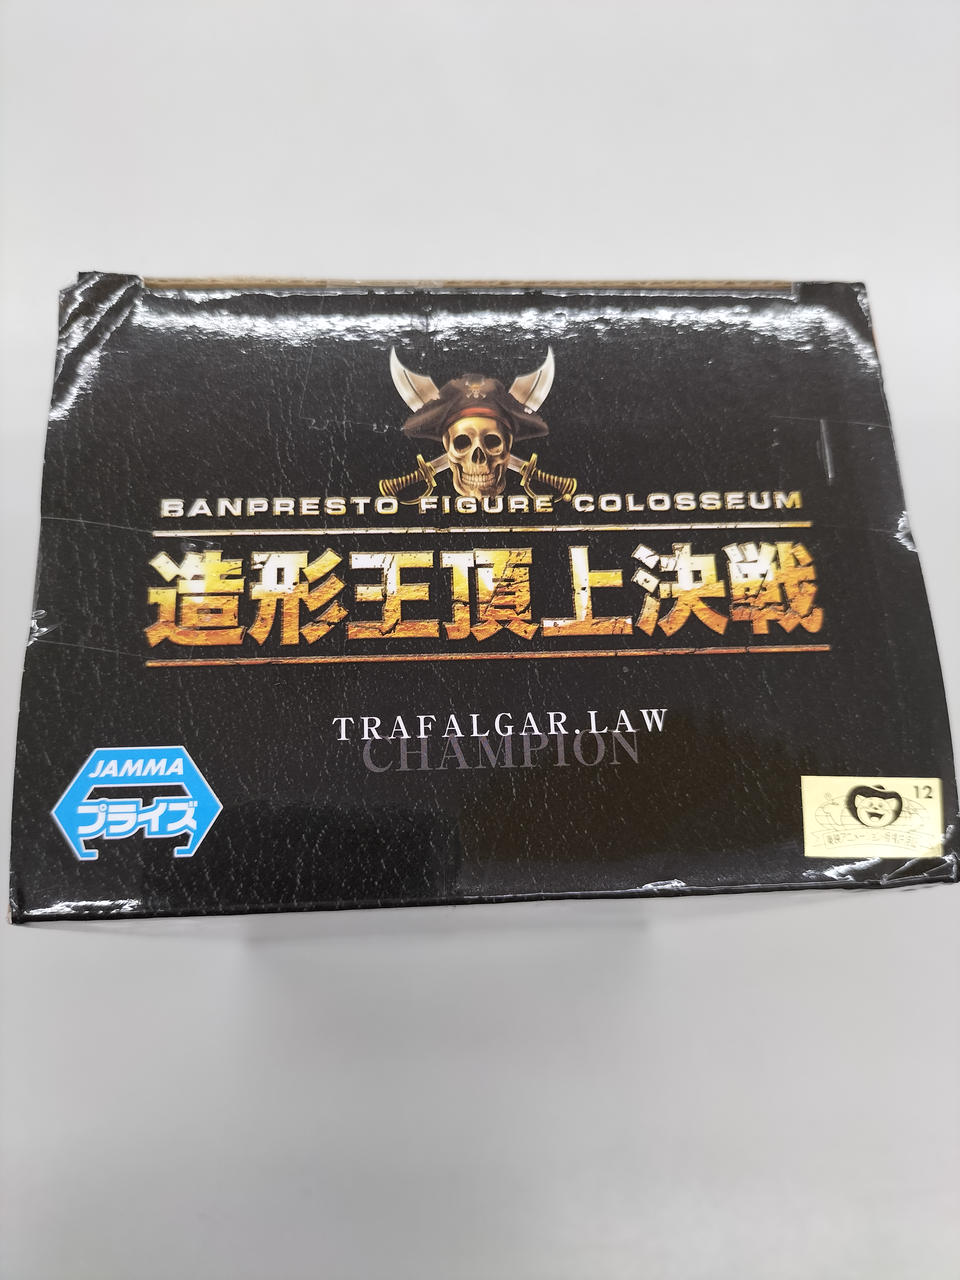 BANPRESTO FIGURE COLOSSEUM
造形王頂上決戦
TRAFALGAR.LAW
CHAMPION
JAMMA
プライズ
12